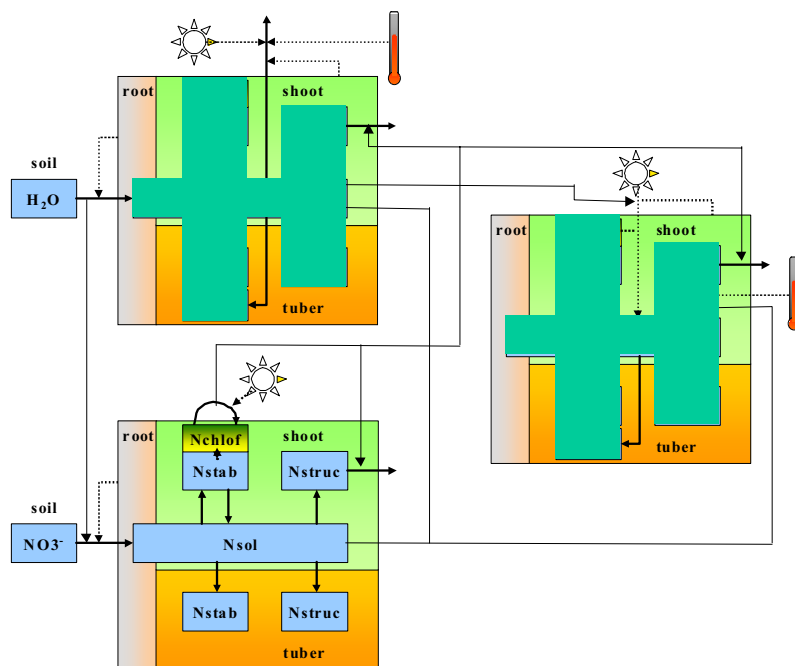 root
shoot
soil
H2O
tuber
root
shoot
tuber
root
shoot
Nchlof
Nstab
Nstruc
soil
NO3-
Nsol
Nstab
Nstruc
tuber